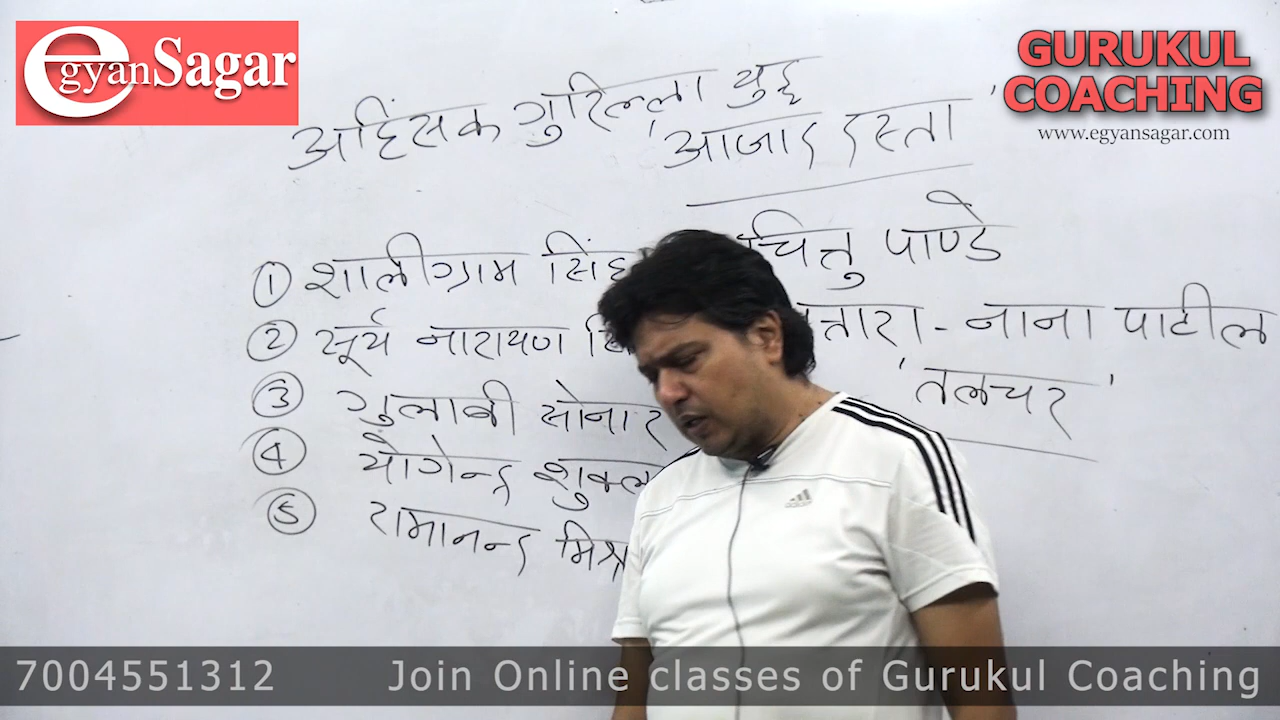 egyanSagar
GURUKUL
COACHING
www.egyansagar.com
अहिंसक गुरिल्ला युद्ध
'आजाद दस्ता'
① शालीग्राम सिंह
चित्तु पाण्डे
② सूर्य नारायण
त्तारा - नाना पाटील
③ गुलाबी सोनार
'तलचर'
④ योगेन्द्र शुक्ल
⑤ रामानन्द मिश्र
7004551312 Join Online classes of Gurukul Coaching